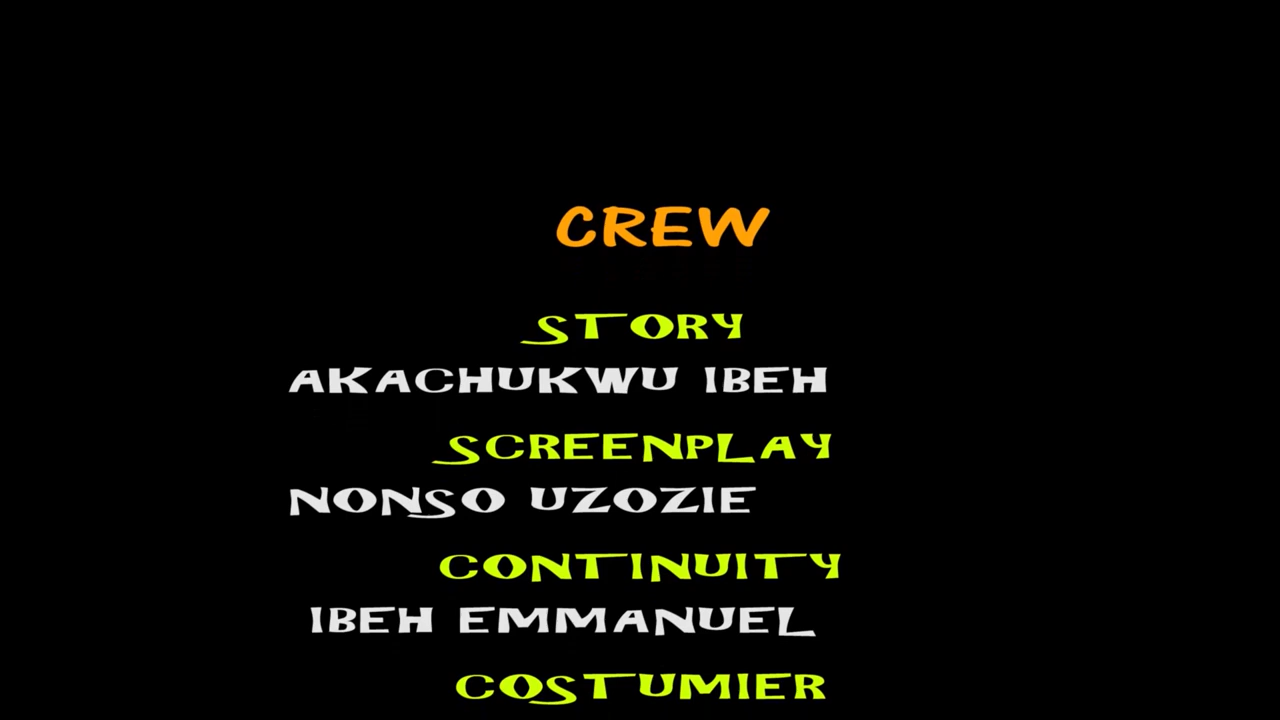 CREW
STORY
AKACHUKWU IBEH
SCREENPLAY
NONSO UZOZIE
CONTINUITY
IBEH EMMANUEL
COSTUMIER